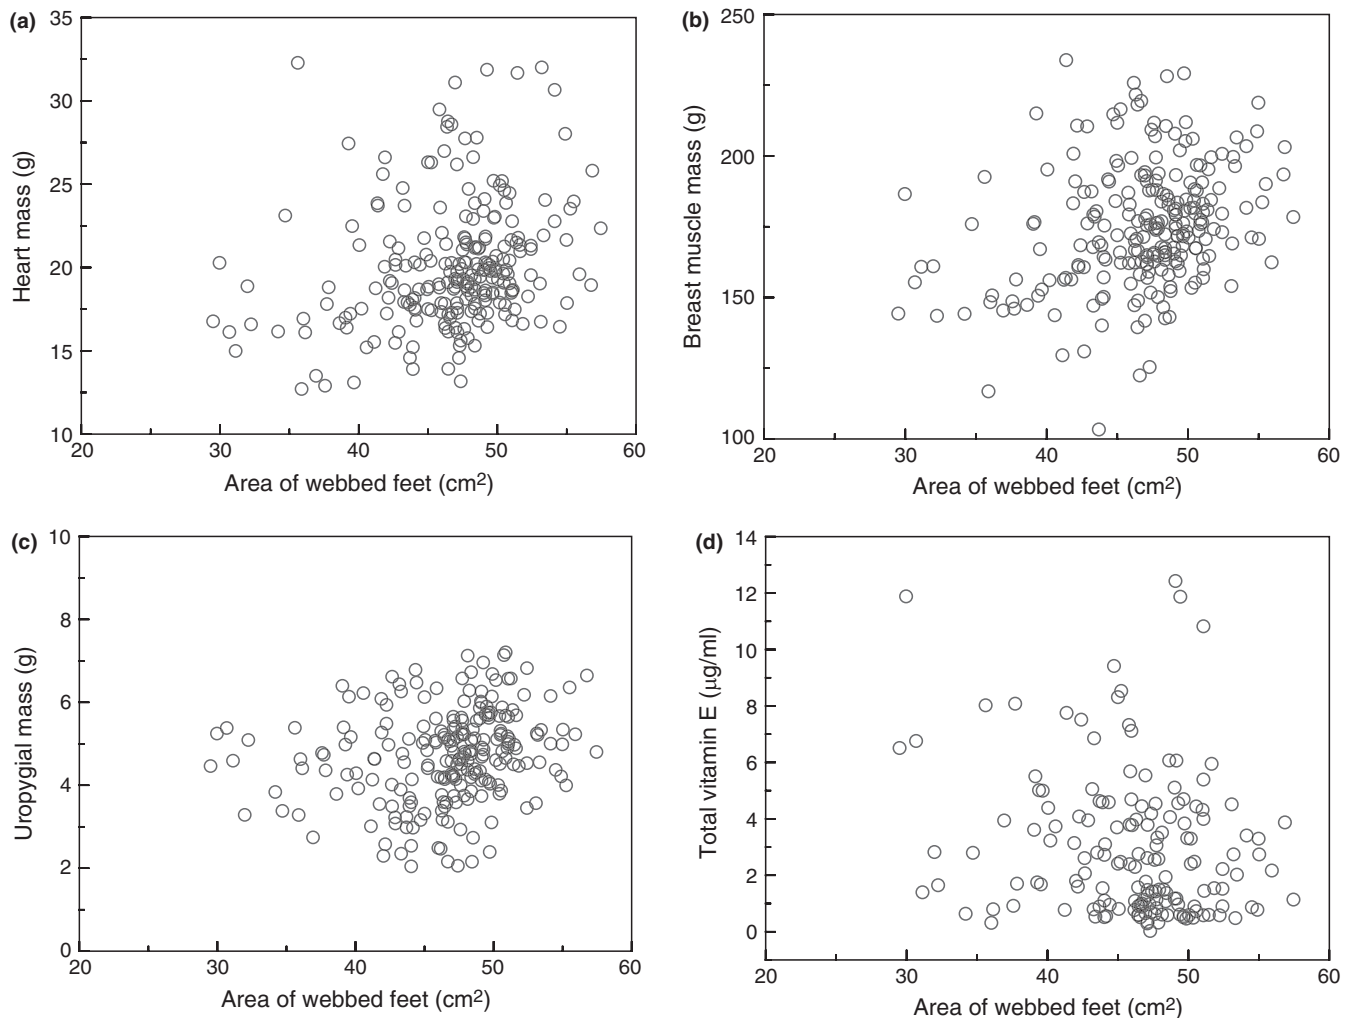 (a)
35
30
25
20
15
10
Heart mass (g)
20 30 40 50 60
Area of webbed feet (cm2)
(b)
250
200
150
100
Breast muscle mass (g)
20 30 40 50 60
Area of webbed feet (cm2)
(c)
10
8
6
4
2
0
Uropygial mass (g)
20 30 40 50 60
Area of webbed feet (cm2)
(d)
14
12
10
8
6
4
2
0
Total vitamin E (μg/ml)
20 30 40 50 60
Area of webbed feet (cm2)